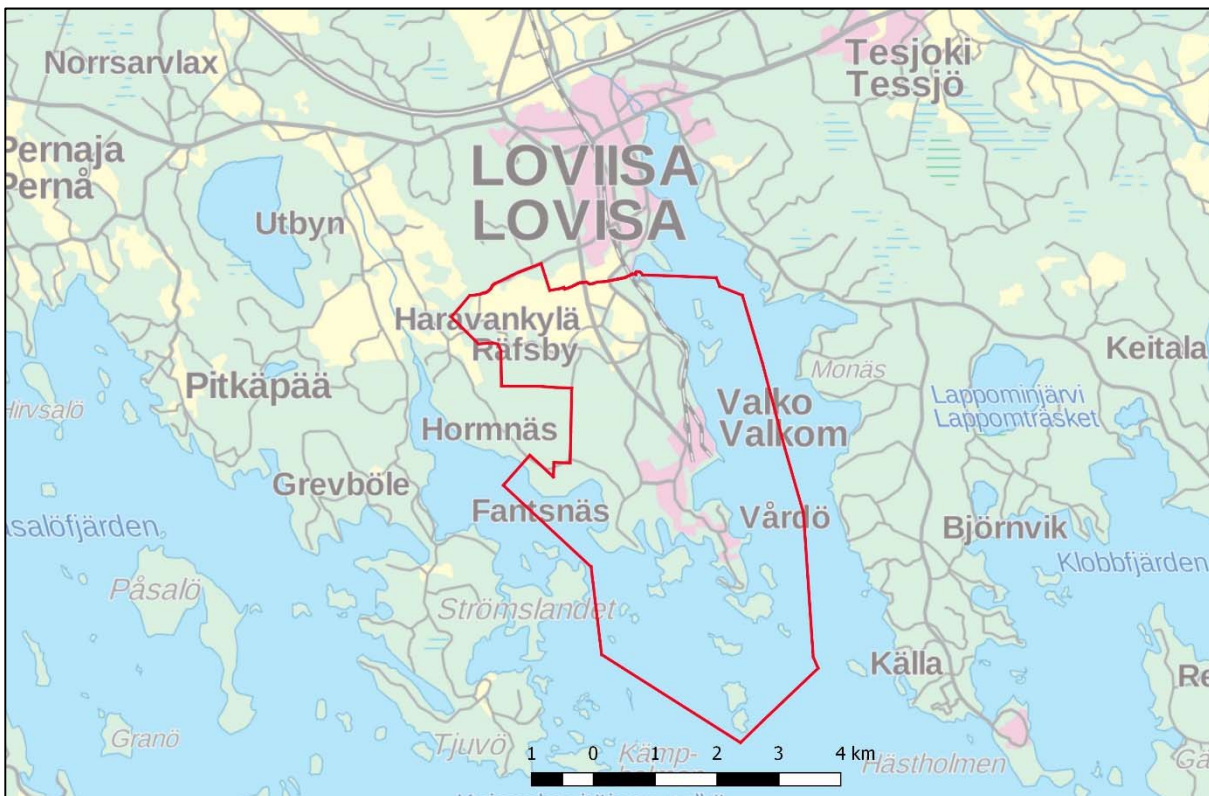 Norrsarvlax
Tesjoki
Tessjö
Pernaja
Pernå
LOVIISA
LOVISA
Utbyn
Haravankylä
Räfsby
Keitala
Monäs
Pitkäpää
Hirvsalö
Lappominjärvi
Lappomträsket
Valko
Valkom
Hormnäs
Grevböle
Fantsnäs
Vårdö
Björnvik
Påsalö
Klobbfjärden
Strömslandet
Källa
Granö
Tjuvö
Kämp-
Hästholmen
1 0 1 2 3 4 km